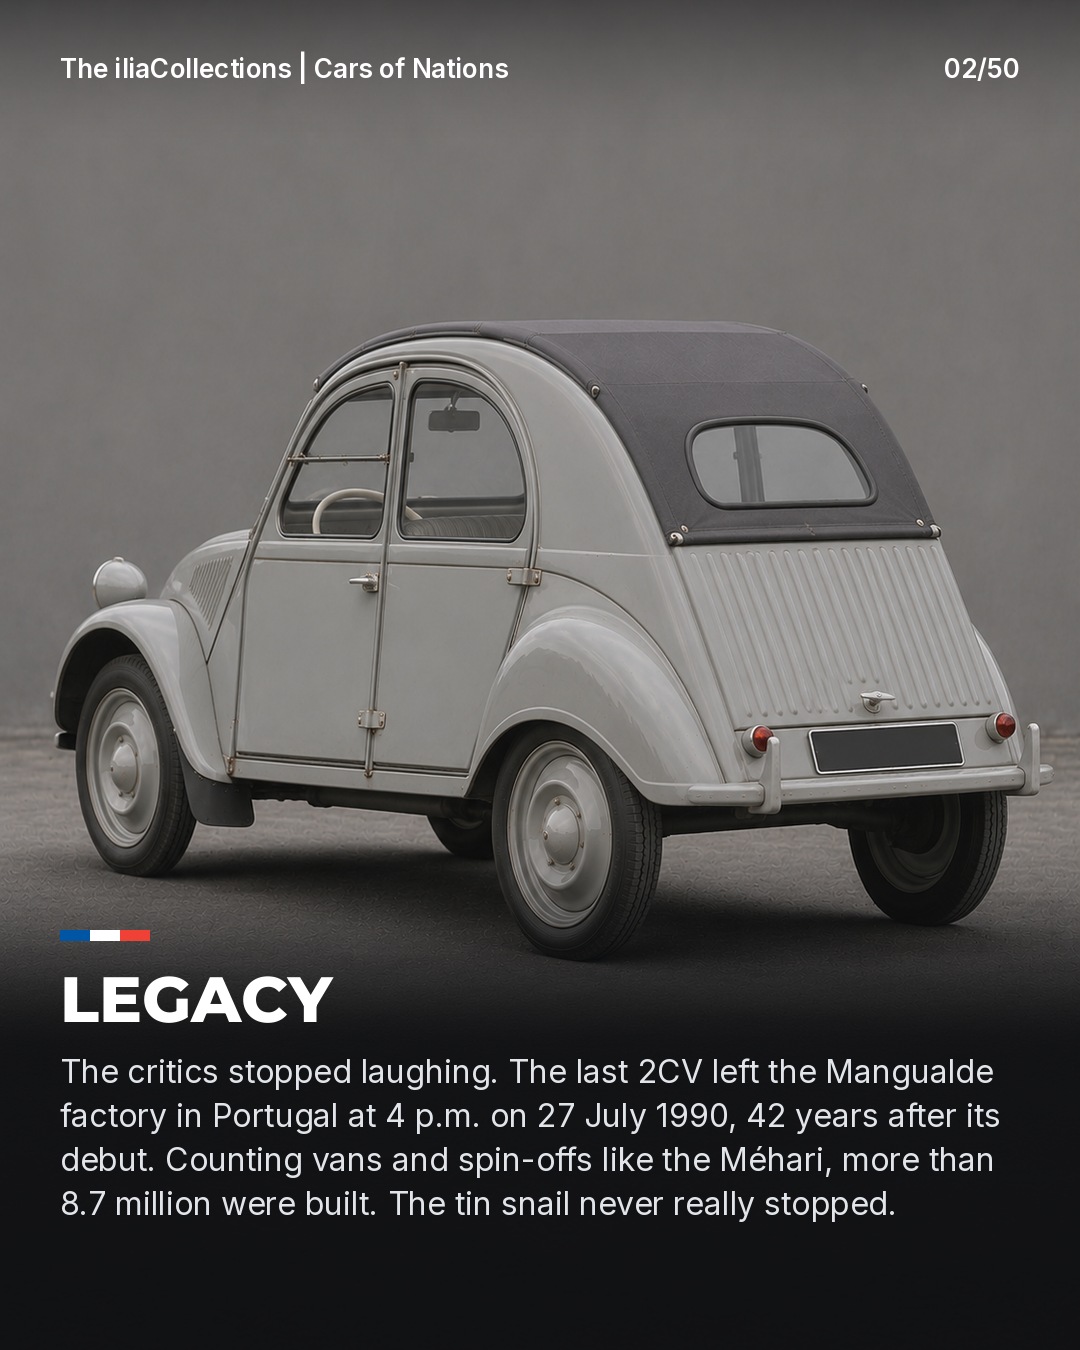 The iliaCollections | Cars of Nations
02/50
LEGACY
The critics stopped laughing. The last 2CV left the Mangualde
factory in Portugal at 4 p.m. on 27 July 1990, 42 years after its
debut. Counting vans and spin-offs like the Méhari, more than
8.7 million were built. The tin snail never really stopped.